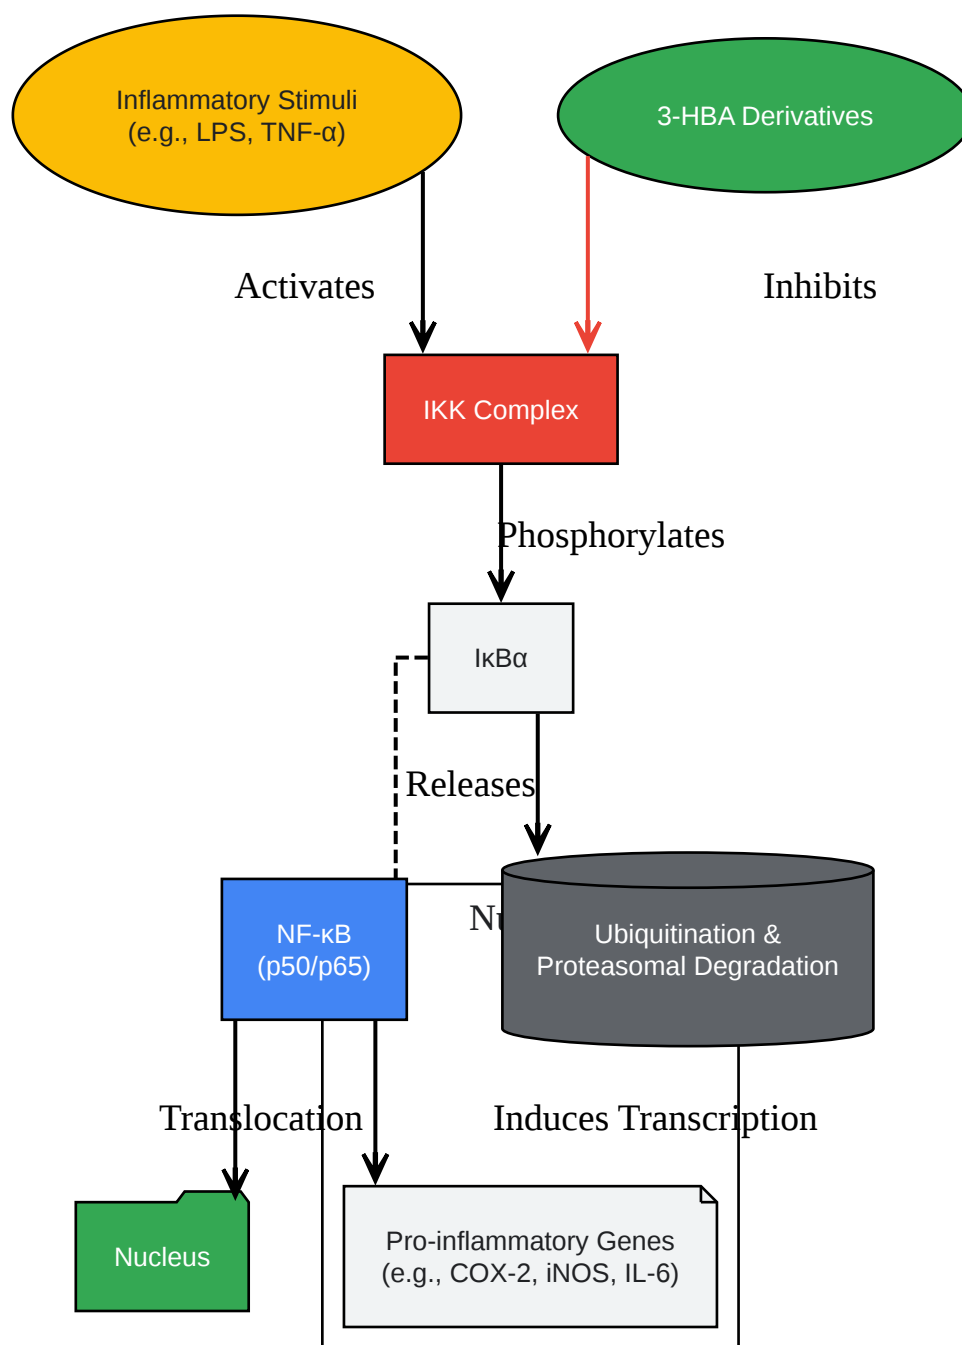 Inflammatory Stimuli
(e.g., LPS, TNF-α)
3-HBA Derivatives
Activates
Inhibits
IKK Complex
Phosphorylates
IκBα
Releases
NF-κB
(p50/p65)
Ubiquitination &
Proteasomal Degradation
Translocation
Induces Transcription
Nucleus
Pro-inflammatory Genes
(e.g., COX-2, iNOS, IL-6)